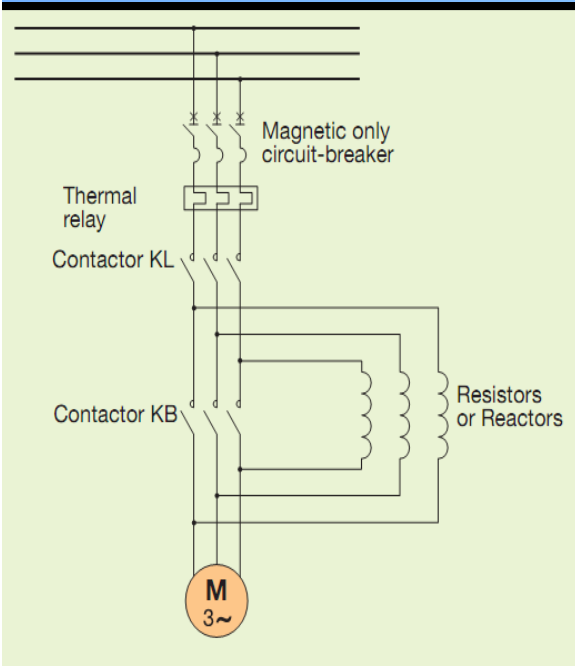 Magnetic only
circuit-breaker
Thermal
relay
Contactor KL
Contactor KB
Resistors
or Reactors
M
3~